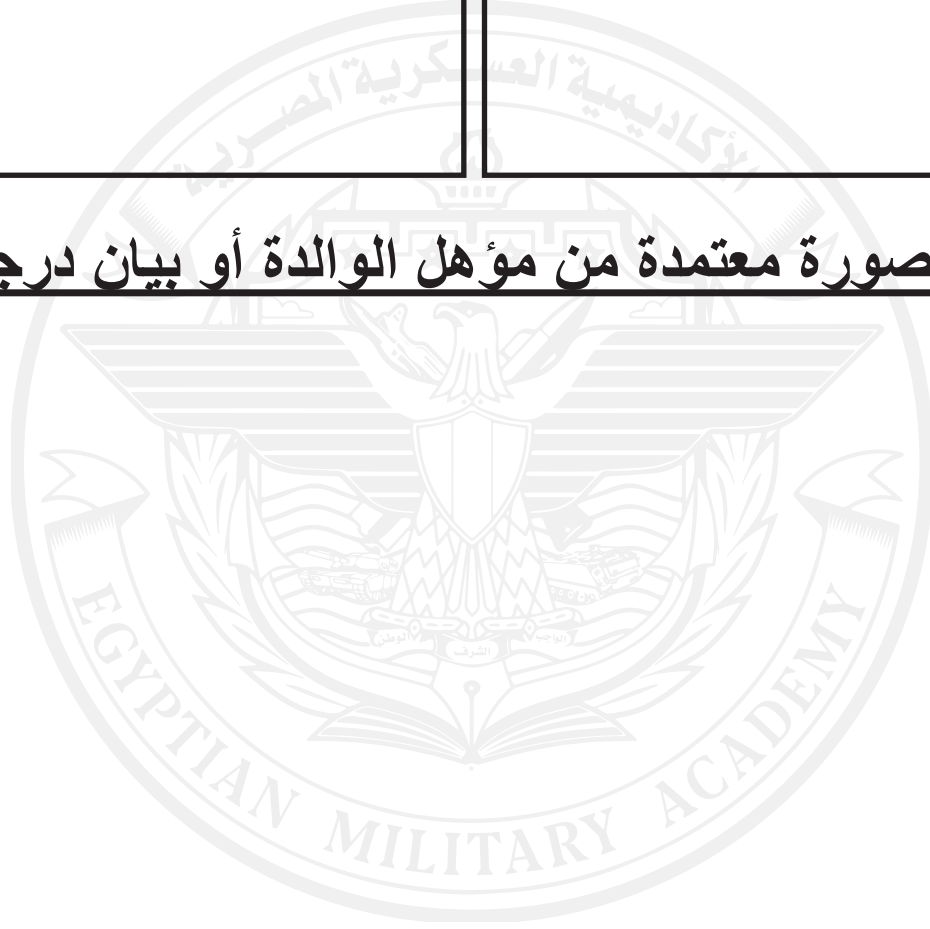 الأكاديمية العسكرية المصرية
صورة معتمدة من مؤهل الوالدة أو بيان درج
الواجب
الشرف
الوطن
EGYPTIAN MILITARY ACADEMY